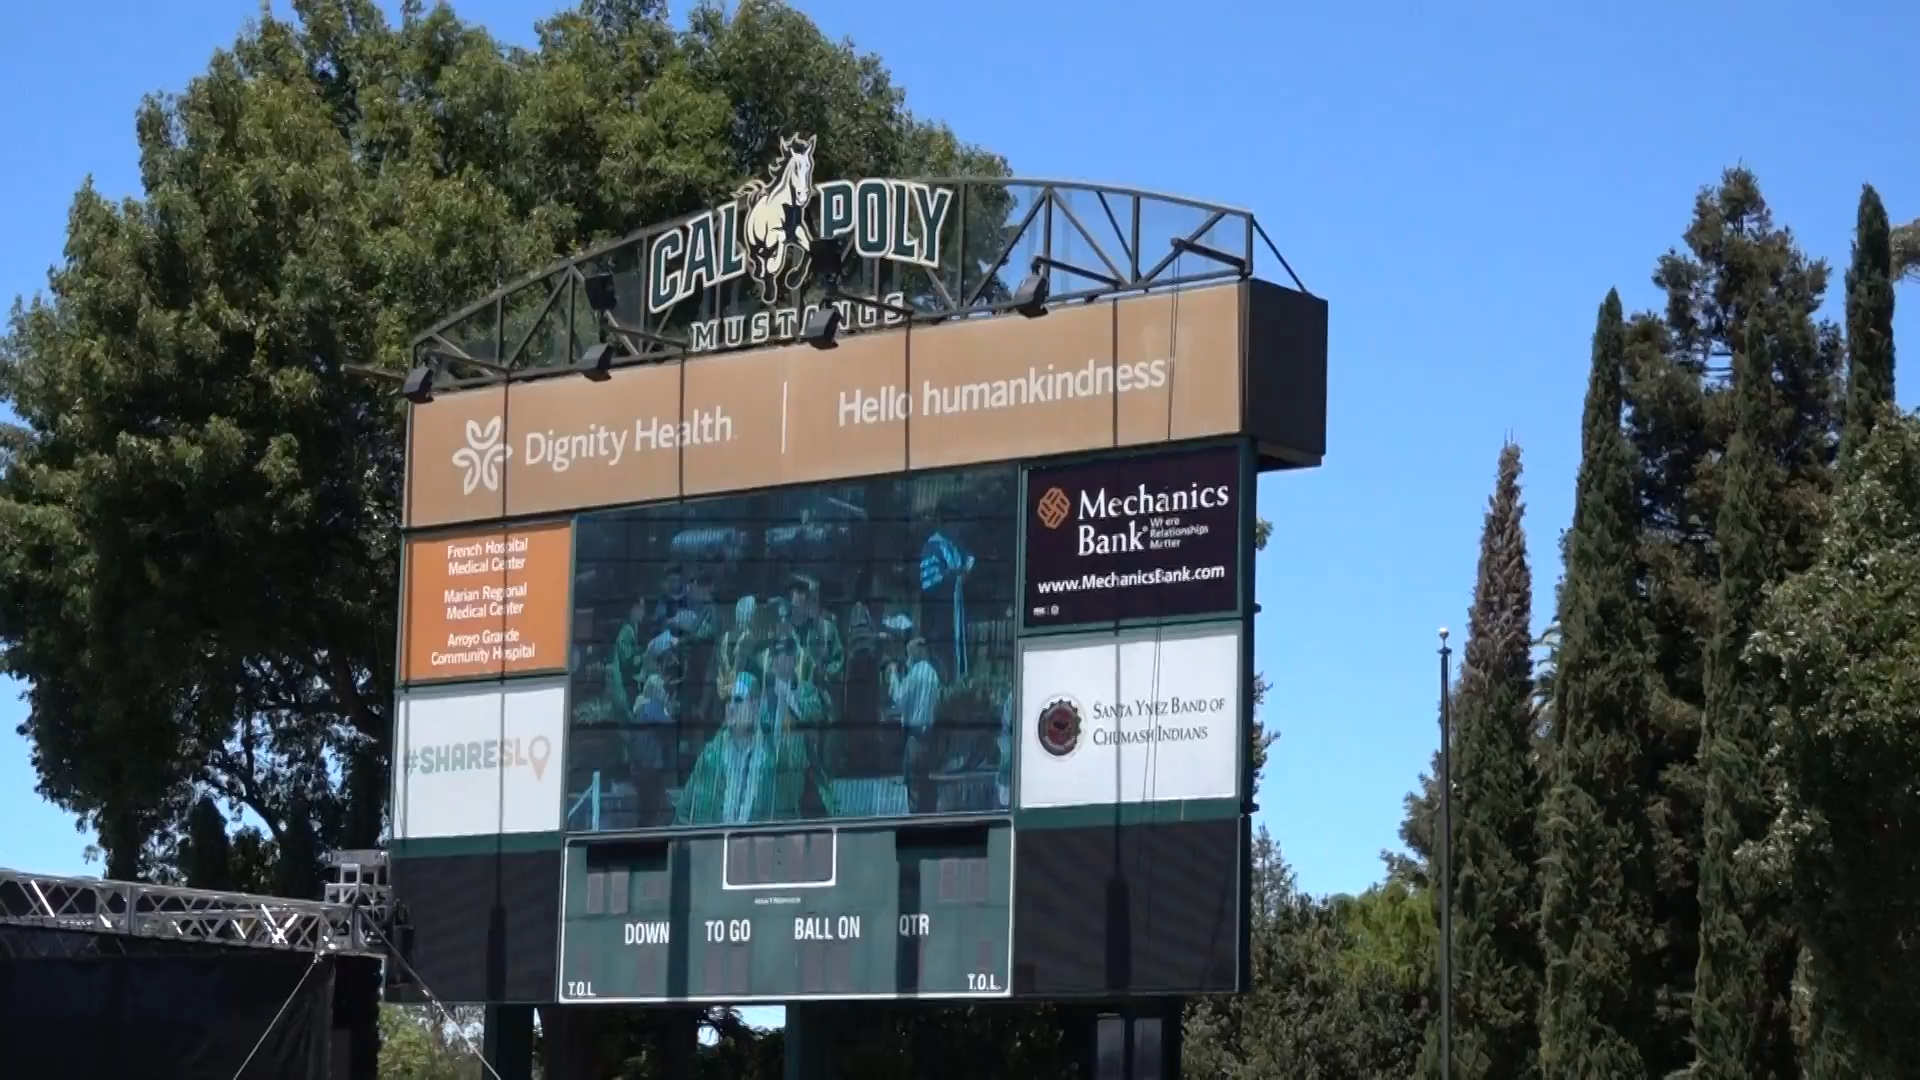 CAL POLY
MUSTANGS
Dignity Health
Hello humankindness
French Hospital
Medical Center
Marian Regional
Medical Center
Arroyo Grande
Community Hospital
#SHARESLO
Mechanics
Bank
Where
Relationships
Matter
www.MechanicsBank.com
SANTA YNEZ BAND OF
CHUMASH INDIANS
DOWN TO GO BALL ON QTR
T.O.L. T.O.L.